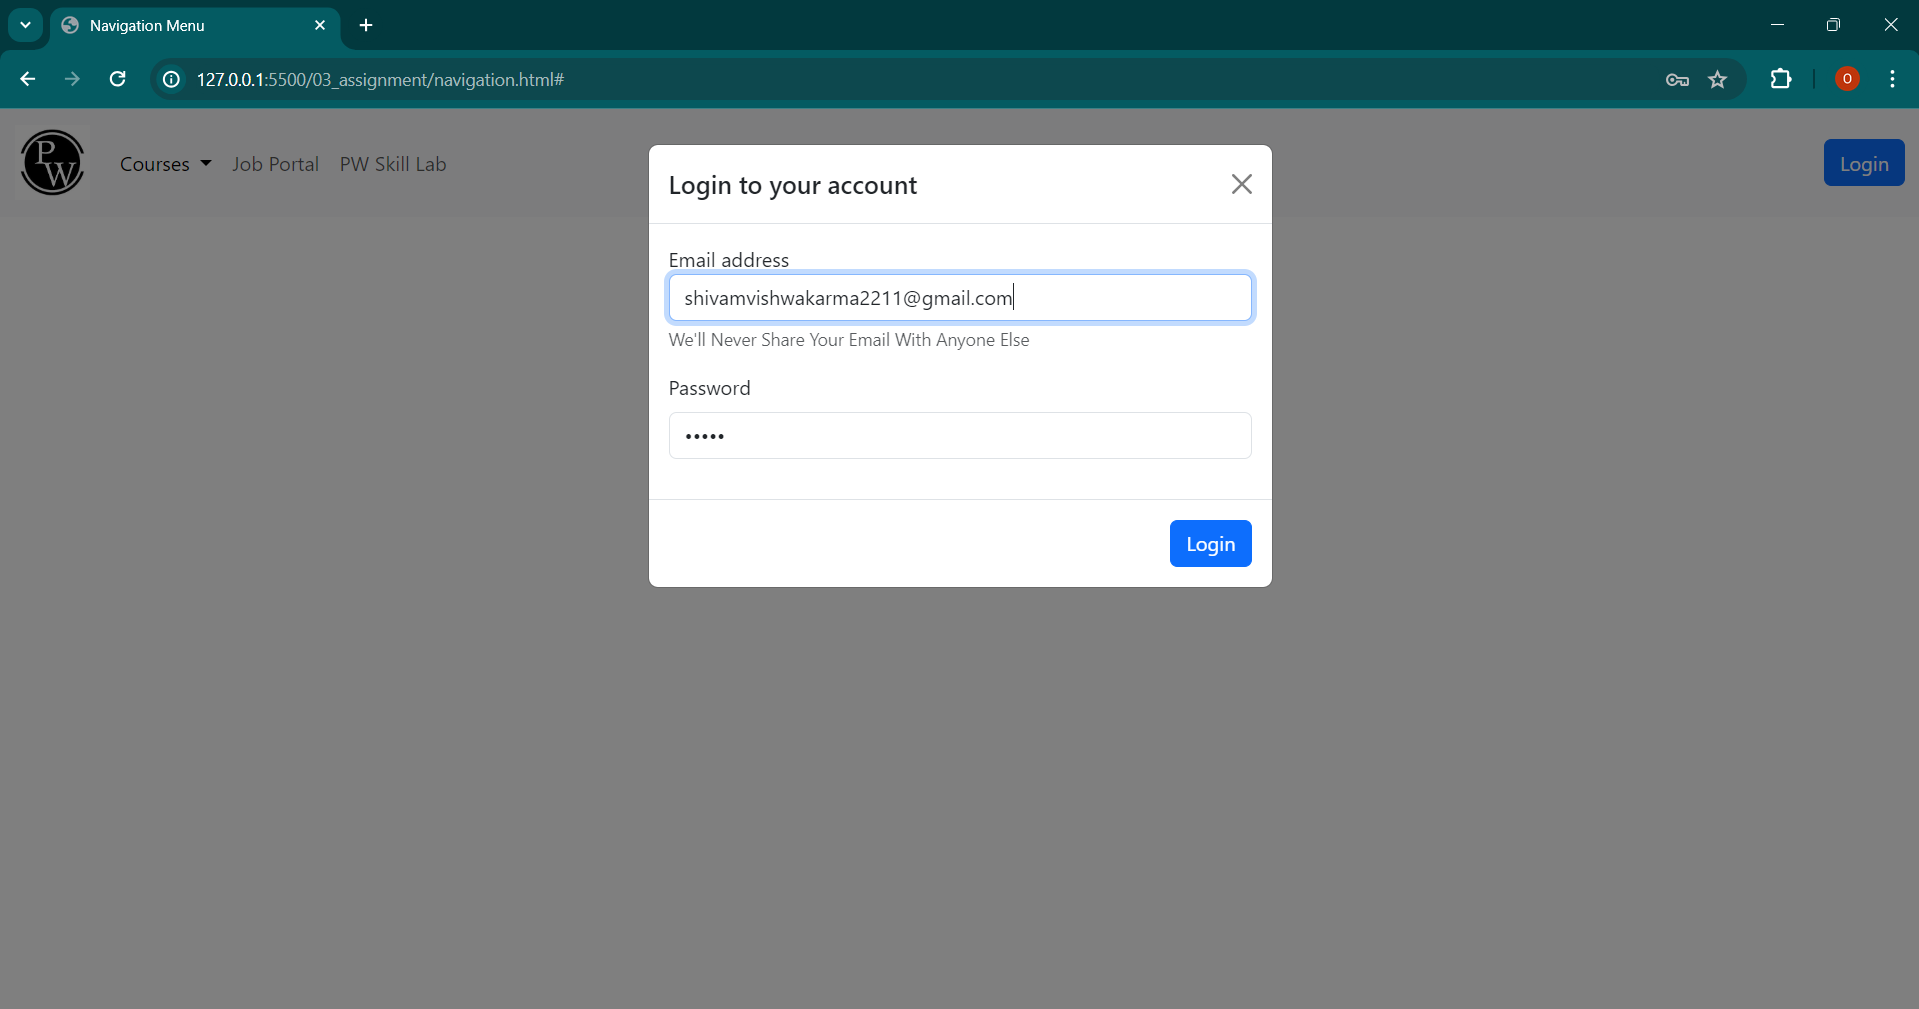 Navigation Menu
127.0.0.1:5500/03_assignment/navigation.html#
O
PW
Courses Job Portal PW Skill Lab
Login
Login to your account
Email address
shivamvishwakarma2211@gmail.com
We'll Never Share Your Email With Anyone Else
Password
•••••
Login